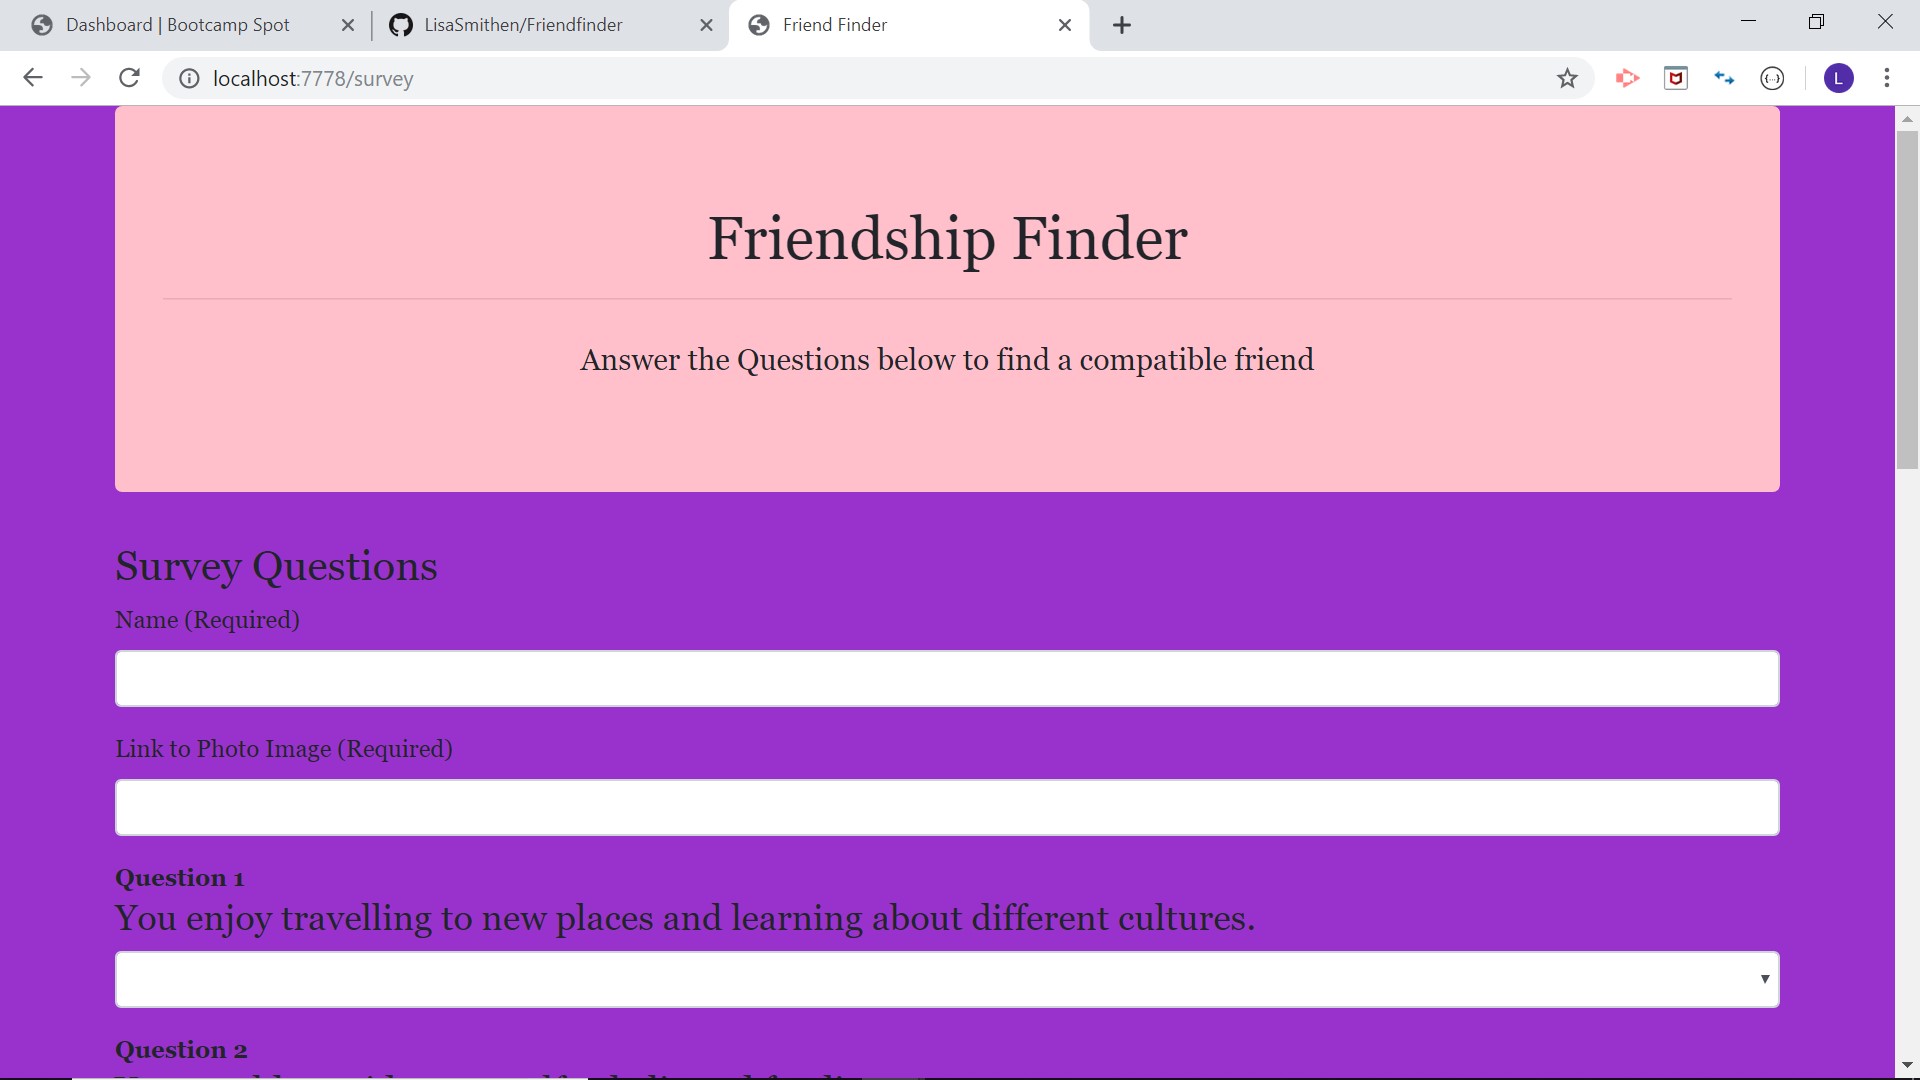 Dashboard | Bootcamp Spot
LisaSmithen/Friendfinder
Friend Finder
localhost:7778/survey
L
Friendship Finder
Answer the Questions below to find a compatible friend
Survey Questions
Name (Required)
Link to Photo Image (Required)
Question 1
You enjoy travelling to new places and learning about different cultures.
Question 2